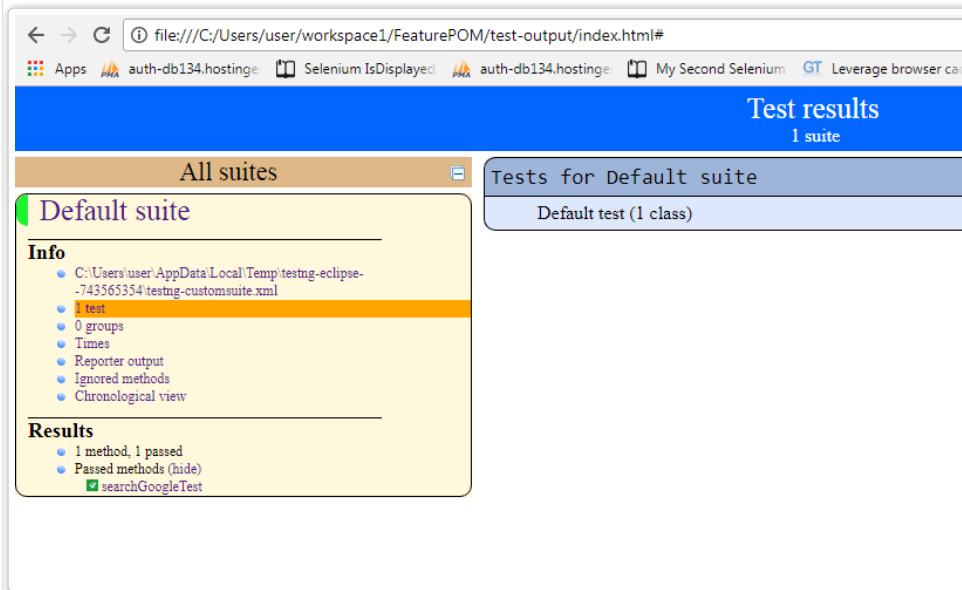 file:///C:/Users/user/workspace1/FeaturePOM/test-output/index.html#
Apps auth-db134.hostinge Selenium IsDisplayed auth-db134.hostinge My Second Selenium GT Leverage browser ca
Test results
1 suite
All suites
Tests for Default suite
Default suite
Default test (1 class)
Info
C:\Users\user\AppData\Local\Temp\testng-eclipse-
-743565354\testng-customsuite.xml
1 test
0 groups
Times
Reporter output
Ignored methods
Chronological view
Results
1 method, 1 passed
Passed methods (hide)
searchGoogleTest